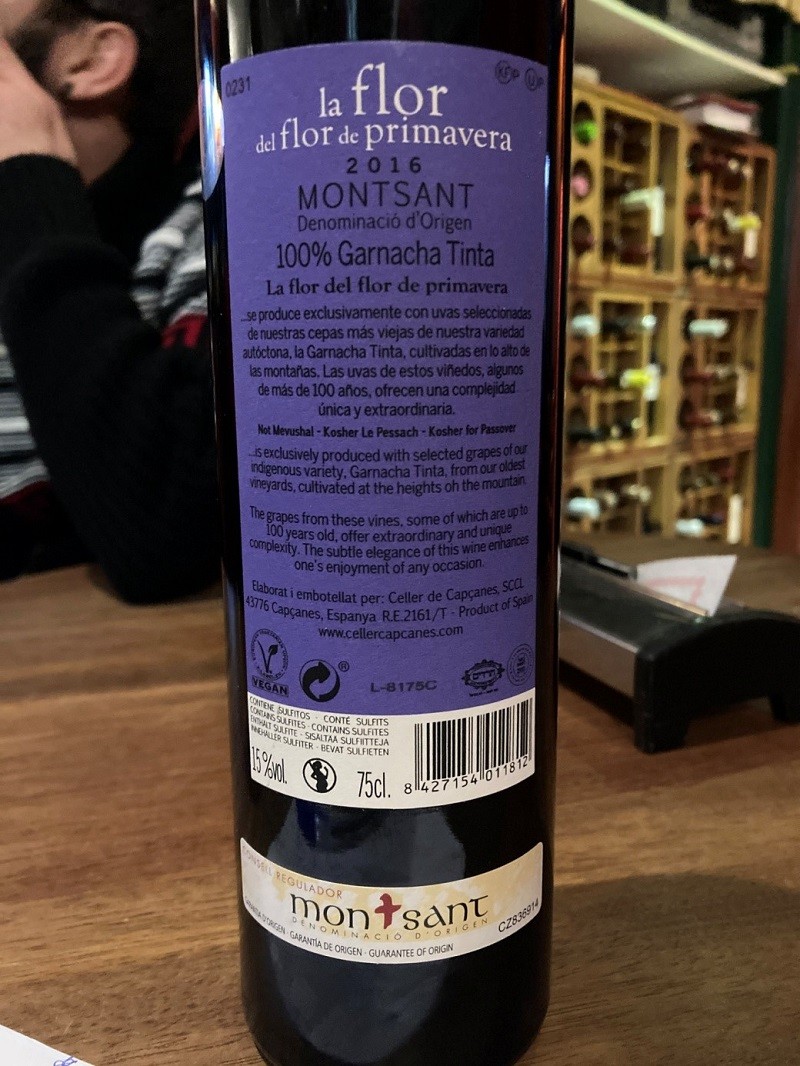 0231
la flor
del flor de primavera
2016
MONTSANT
Denominació d'Origen
100% Garnacha Tinta
La flor del flor de primavera
...se produce exclusivamente con uvas seleccionadas
de nuestras cepas más viejas de nuestra variedad
autóctona, la Garnacha Tinta, cultivadas en lo alto de
las montañas. Las uvas de estos viñedos, algunos
de más de 100 años, ofrecen una complejidad
única y extraordinaria.
Not Mevushal - Kosher Le Pessach - Kosher for Passover
...is exclusively produced with selected grapes of our
indigenous variety, Garnacha Tinta, from our oldest
vineyards, cultivated at the heights oh the mountain.
The grapes from these vines, some of which are up to
100 years old, offer extraordinary and unique
complexity. The subtle elegance of this wine enhances
one's enjoyment of any occasion.
Elaborat i embotellat per: Celler de Capçanes, SCCL
43776 Capçanes, Espanya R.E.2161/T - Product of Spain
www.cellercapcanes.com
VEGAN
L-8175C
CONTIENE SULFITOS - CONTÉ SULFITS
CONTAINS SULFITES - CONTAINS SULFITES
ENTHALT SULFITE - SISÄLTÄÄ SULFIITTEJA
INNEHÅLLER SULFITER - BEVAT SULFIETEN
15%vol.
75cl.
8 427154 011812
CONSELL REGULADOR
montsant
DENOMINACIÓ D'ORIGEN
GARANTIA D'ORIGEN · GARANTÍA DE ORIGEN · GUARANTEE OF ORIGIN
CZ836914